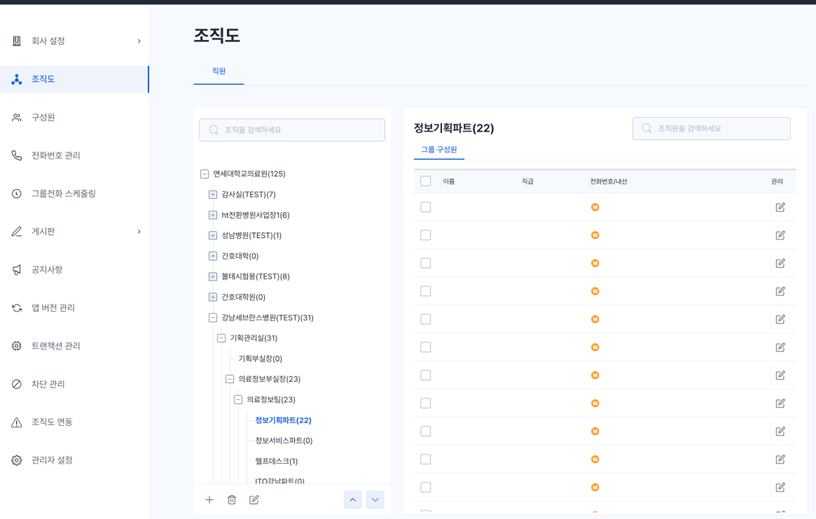 회사 설정
조직도
구성원
전화번호 관리
그룹전화 스케줄링
게시판
공지사항
앱 버전 관리
트랜잭션 관리
차단 관리
조직도 연동
관리자 설정
조직도
직원
조직을 검색하세요
연세대학교의료원(125)
감사실(TEST)(7)
ht전환병원사업장1(6)
성남병원(TEST)(1)
간호대학(0)
볼테시험용(TEST)(8)
간호대학원(0)
강남세브란스병원(TEST)(31)
기획관리실(31)
기획부실장(0)
의료정보부실장(23)
의료정보팀(23)
정보기획파트(22)
정보서비스파트(0)
헬프데스크(1)
ITO강남파트(0)
정보기획파트(22)
조직원을 검색하세요
그룹 구성원
이름 직급 전화번호/내선 관리
M
M
M
M
M
M
M
M
M
M
M